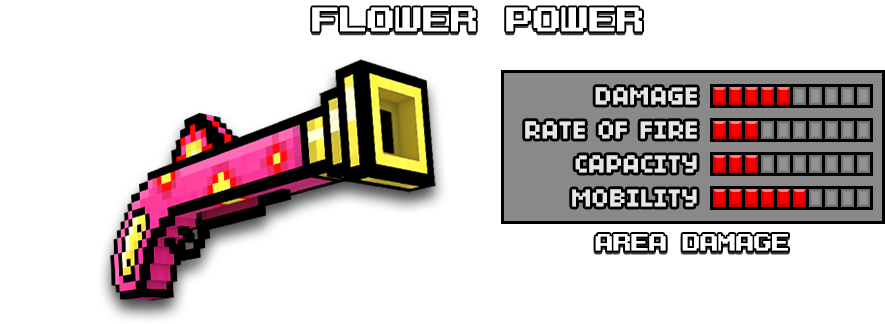 FLOWER POWER
DAMAGE
RATE OF FIRE
CAPACITY
MOBILITY
AREA DAMAGE